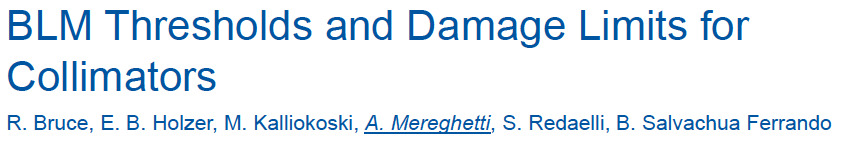 BLM Thresholds and Damage Limits for
Collimators
R. Bruce, E. B. Holzer, M. Kalliokoski, A. Mereghetti, S. Redaelli, B. Salvachua Ferrando